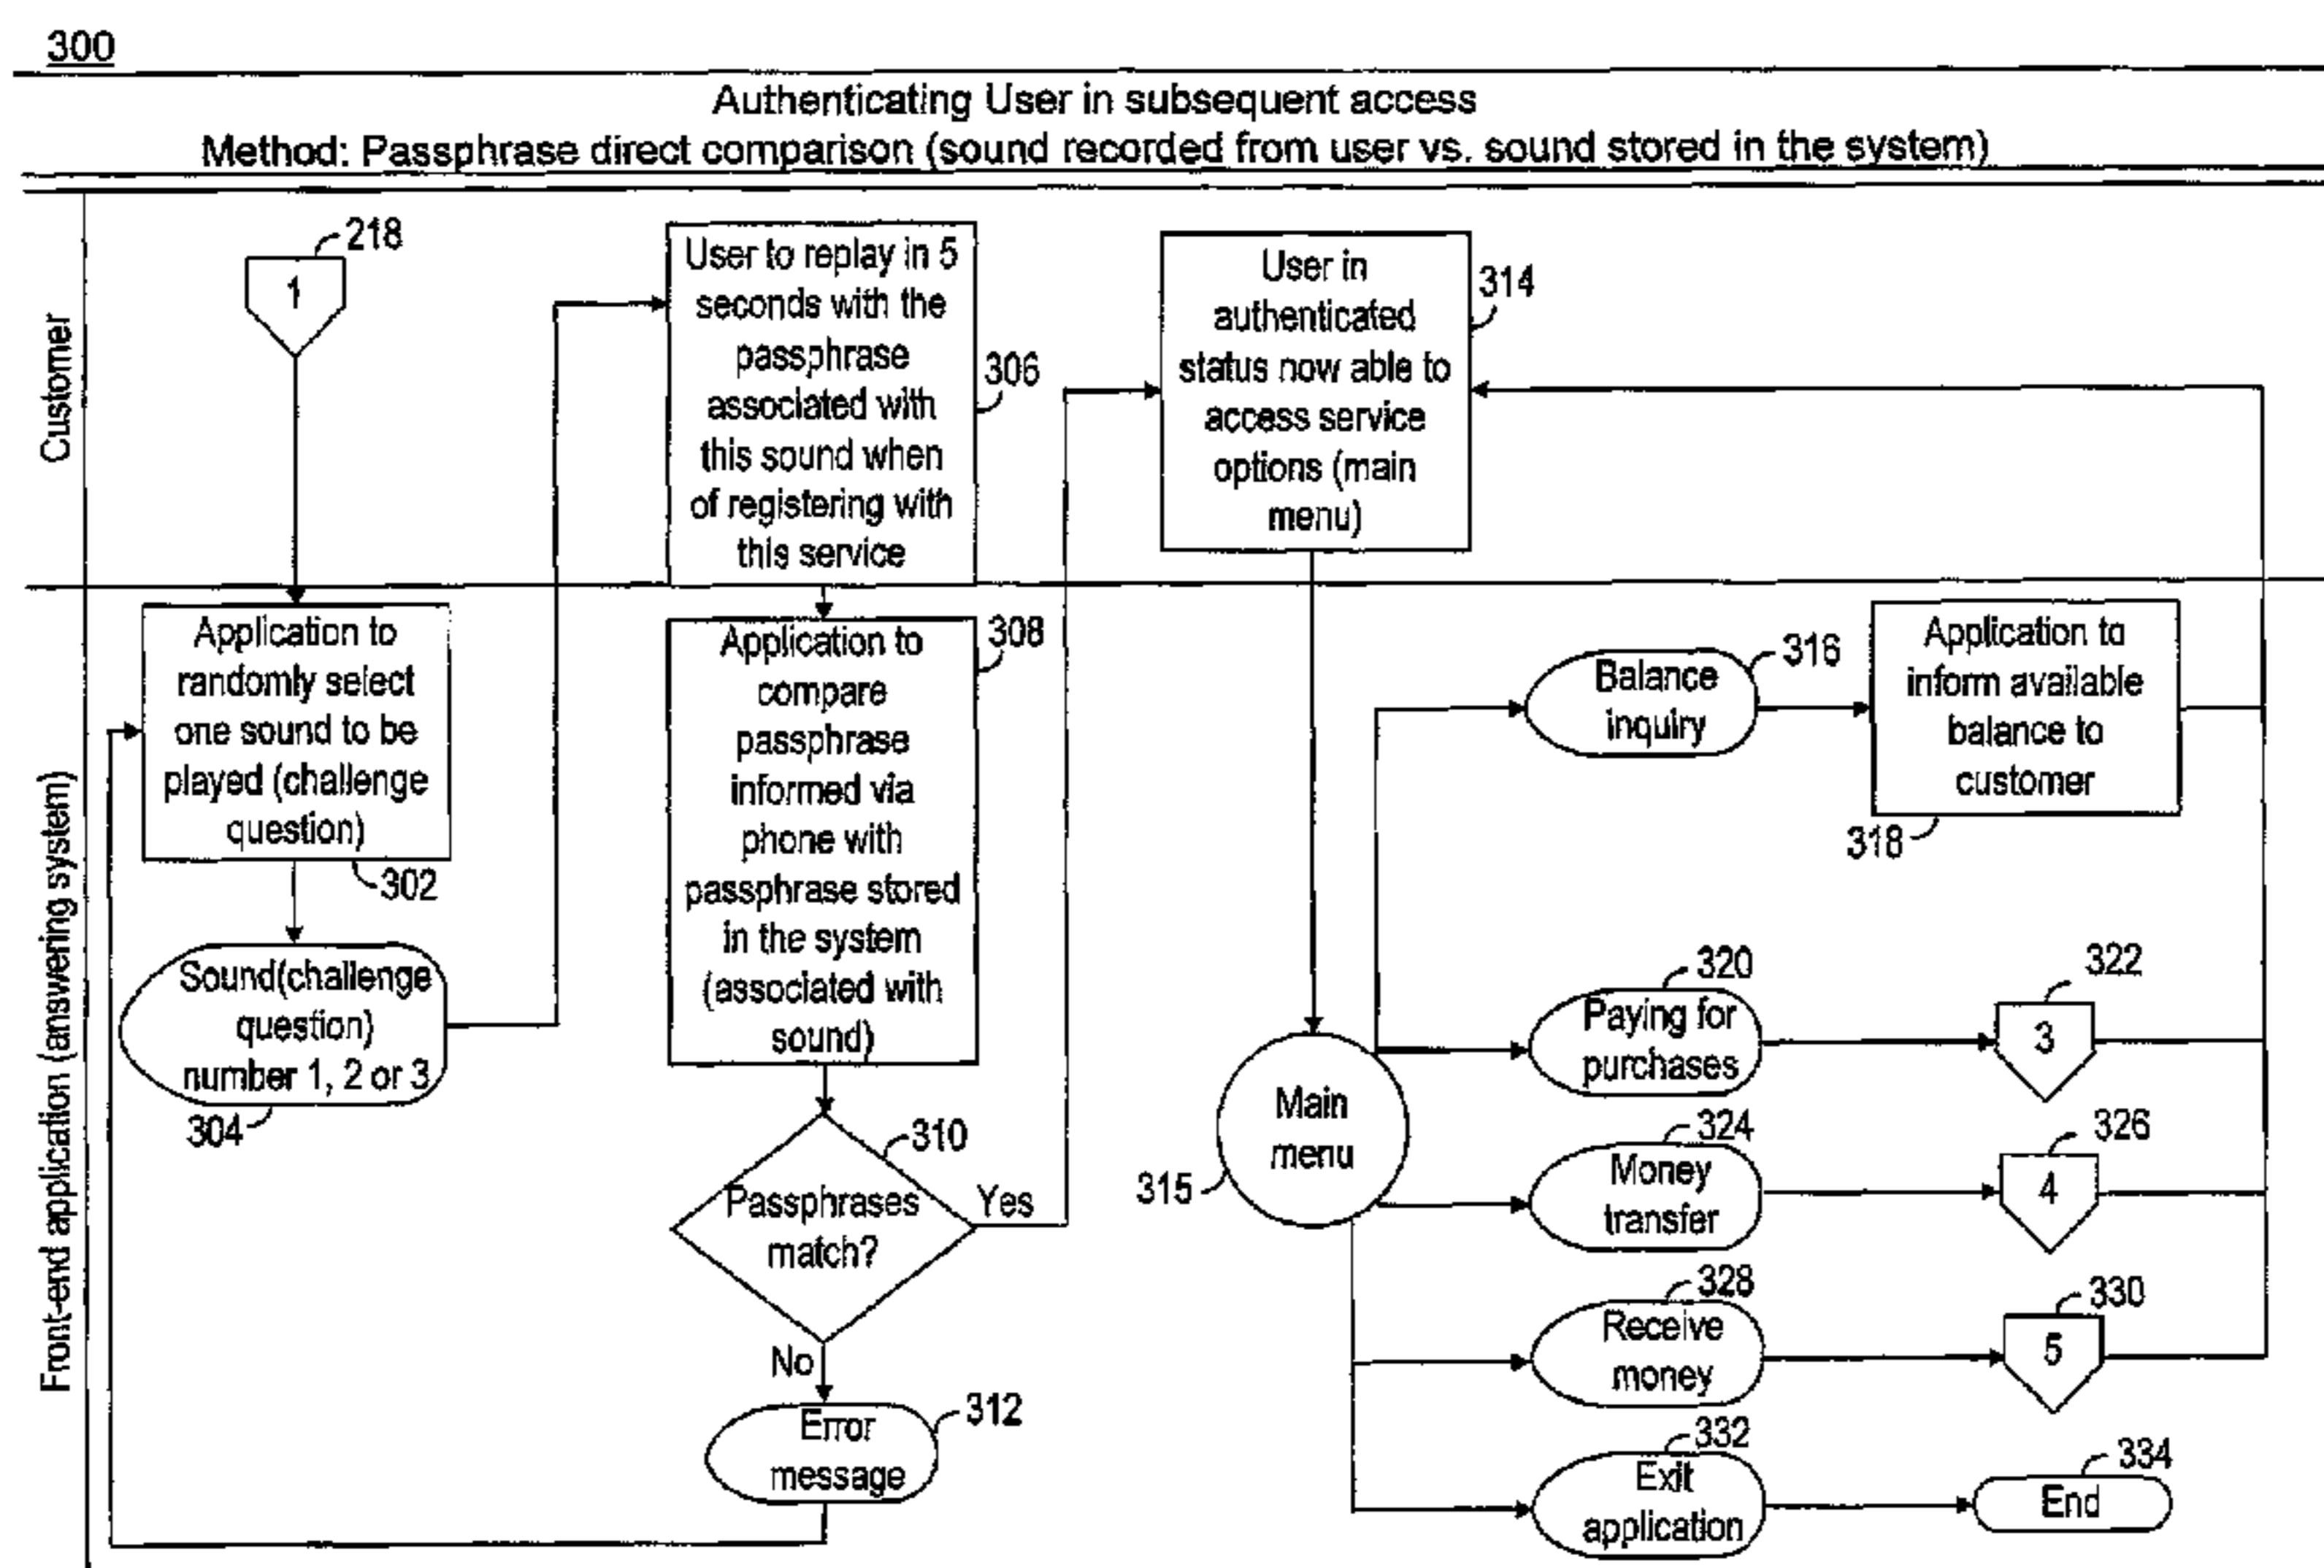 300
Authenticating User in subsequent access
Method: Passphrase direct comparison (sound recorded from user vs. sound stored in the system)
Customer
1
218
User to replay in 5
seconds with the
passphrase
associated with
this sound when
of registering with
this service
306
User in
authenticated
status now able to
access service
options (main
menu)
314
Front-end application (answering system)
Application to
randomly select
one sound to be
played (challenge
question)
302
Sound(challenge
question)
number 1, 2 or 3
304
Application to
compare
passphrase
informed via
phone with
passphrase stored
in the system
(associated with
sound)
308
Passphrases
match?
310
Yes
No
Error
message
312
Main
menu
315
Balance
inquiry
316
Application to
inform available
balance to
customer
318
Paying for
purchases
320
3
322
Money
transfer
324
4
326
Receive
money
328
5
330
Exit
application
332
End
334